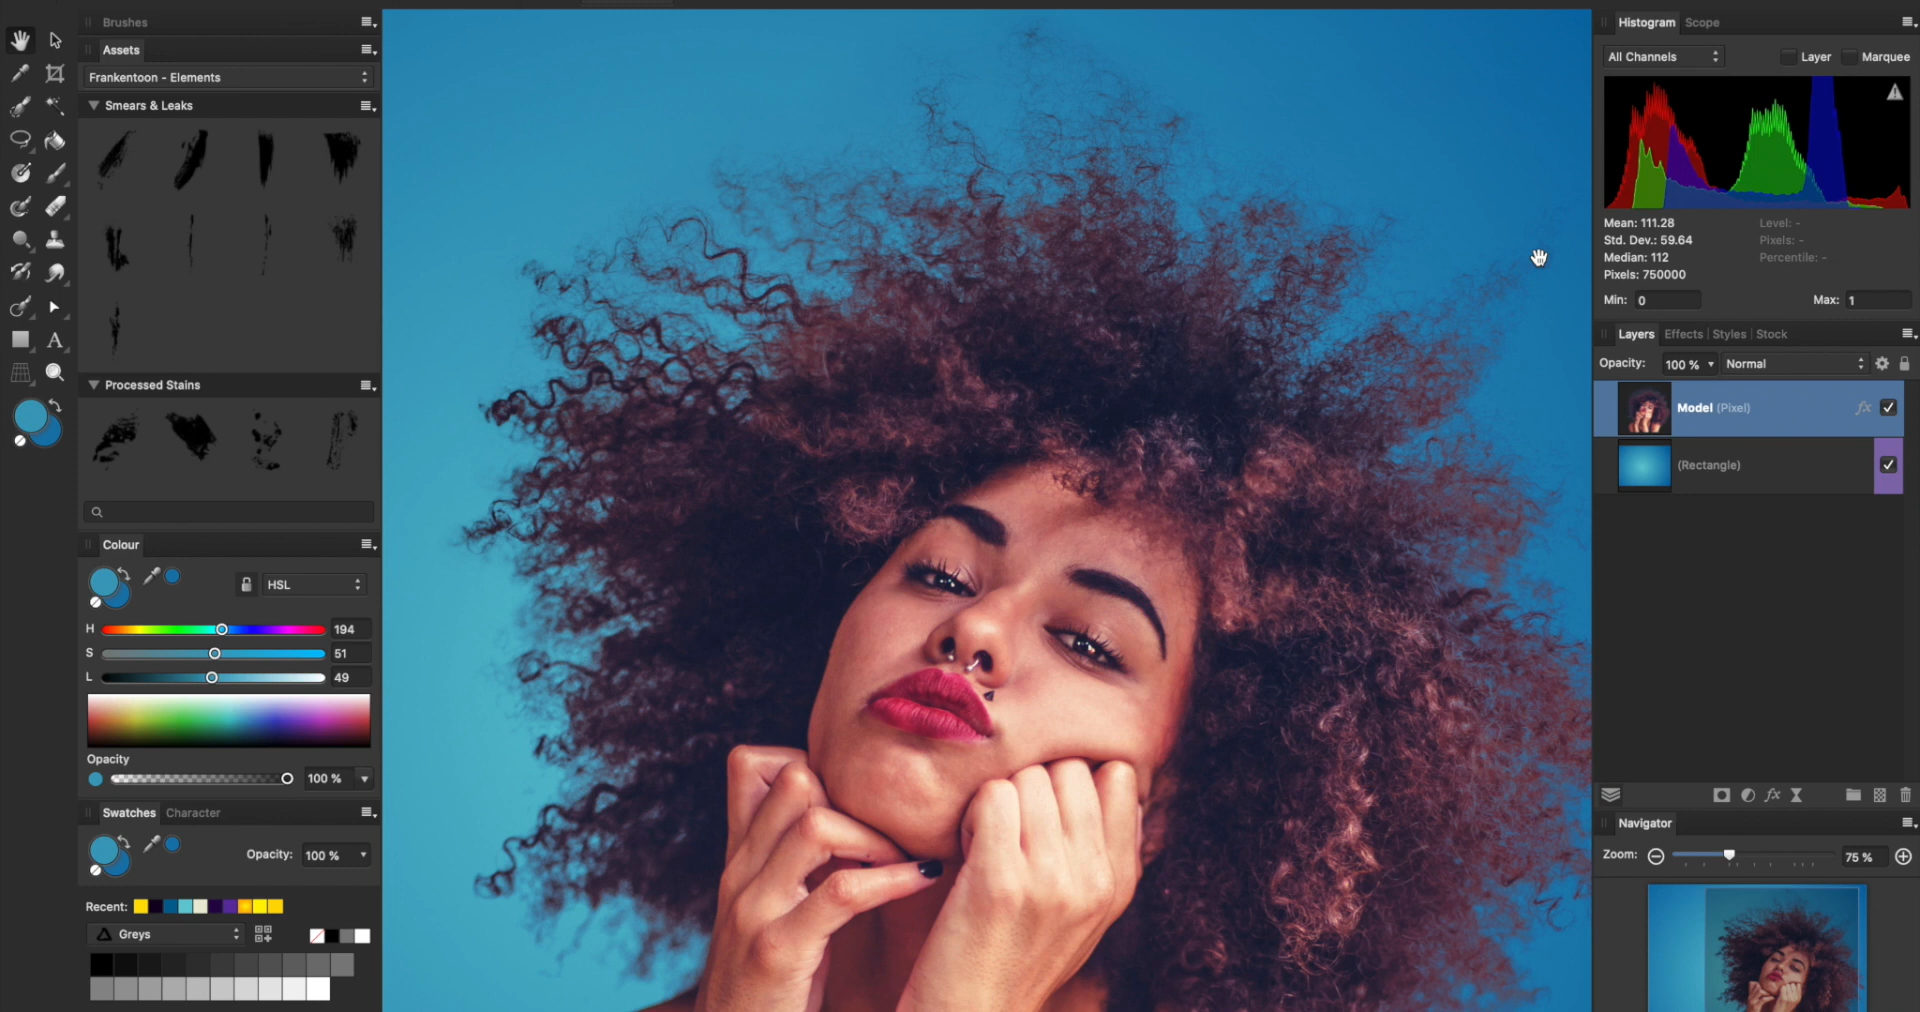 Brushes
Assets
Frankentoon - Elements
Smears & Leaks
Processed Stains
Colour
HSL
H 194
S 51
L 49
Opacity
100 %
Swatches Character
Opacity: 100 %
Recent:
Greys
A
Histogram Scope
All Channels Layer Marquee
Mean: 111.28 Level: -
Std. Dev.: 59.64 Pixels: -
Median: 112 Percentile: -
Pixels: 750000
Min: 0 Max: 1
Layers Effects Styles Stock
Opacity: 100 % Normal
Model (Pixel) fx
(Rectangle)
fx
Navigator
Zoom: 75 %